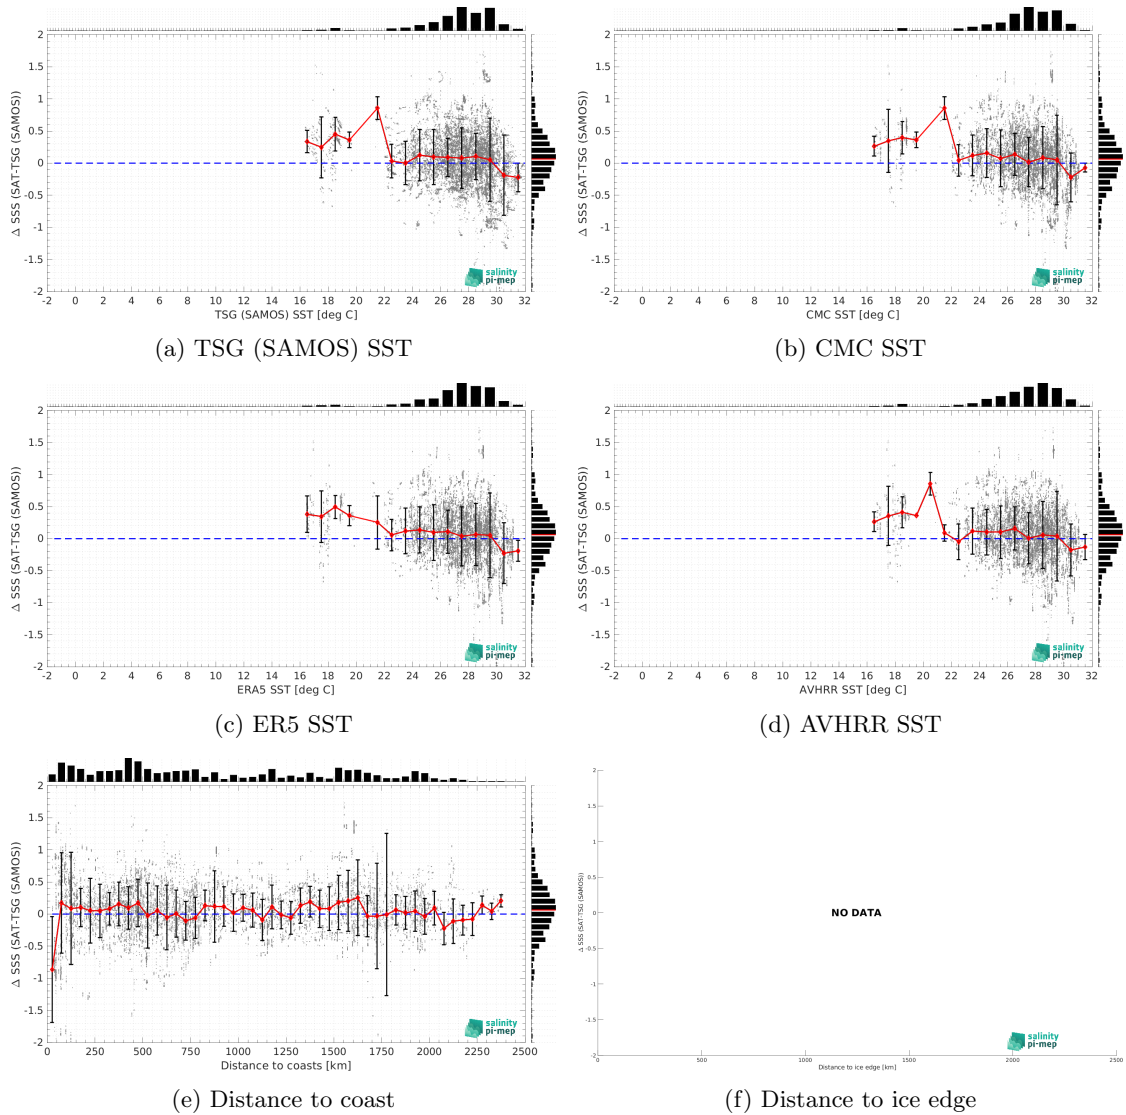 2
1.5
1
0.5
0
-0.5
-1
-1.5
-2
Δ SSS (SAT-TSG (SAMOS))
salinity
pi-mep
-2 0 2 4 6 8 10 12 14 16 18 20 22 24 26 28 30 32
TSG (SAMOS) SST [deg C]
(a) TSG (SAMOS) SST
2
1.5
1
0.5
0
-0.5
-1
-1.5
-2
Δ SSS (SAT-TSG (SAMOS))
salinity
pi-mep
-2 0 2 4 6 8 10 12 14 16 18 20 22 24 26 28 30 32
CMC SST [deg C]
(b) CMC SST
2
1.5
1
0.5
0
-0.5
-1
-1.5
-2
Δ SSS (SAT-TSG (SAMOS))
salinity
pi-mep
-2 0 2 4 6 8 10 12 14 16 18 20 22 24 26 28 30 32
ERA5 SST [deg C]
(c) ER5 SST
2
1.5
1
0.5
0
-0.5
-1
-1.5
-2
Δ SSS (SAT-TSG (SAMOS))
salinity
pi-mep
-2 0 2 4 6 8 10 12 14 16 18 20 22 24 26 28 30 32
AVHRR SST [deg C]
(d) AVHRR SST
2
1.5
1
0.5
0
-0.5
-1
-1.5
-2
Δ SSS (SAT-TSG (SAMOS))
salinity
pi-mep
0 250 500 750 1000 1250 1500 1750 2000 2250 2500
Distance to coasts [km]
(e) Distance to coast
2
1.5
1
0.5
0
-0.5
-1
-1.5
-2
Δ SSS (SAT-TSG (SAMOS))
NO DATA
salinity
pi-mep
0 500 1000 1500 2000 2500
Distance to ice edge [km]
(f) Distance to ice edge